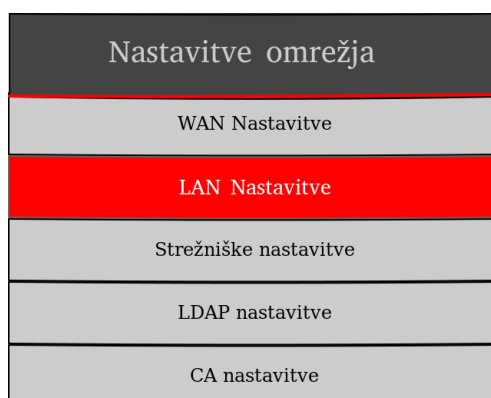 Nastavitve omrežja
WAN Nastavitve
LAN Nastavitve
Strežniške nastavitve
LDAP nastavitve
CA nastavitve